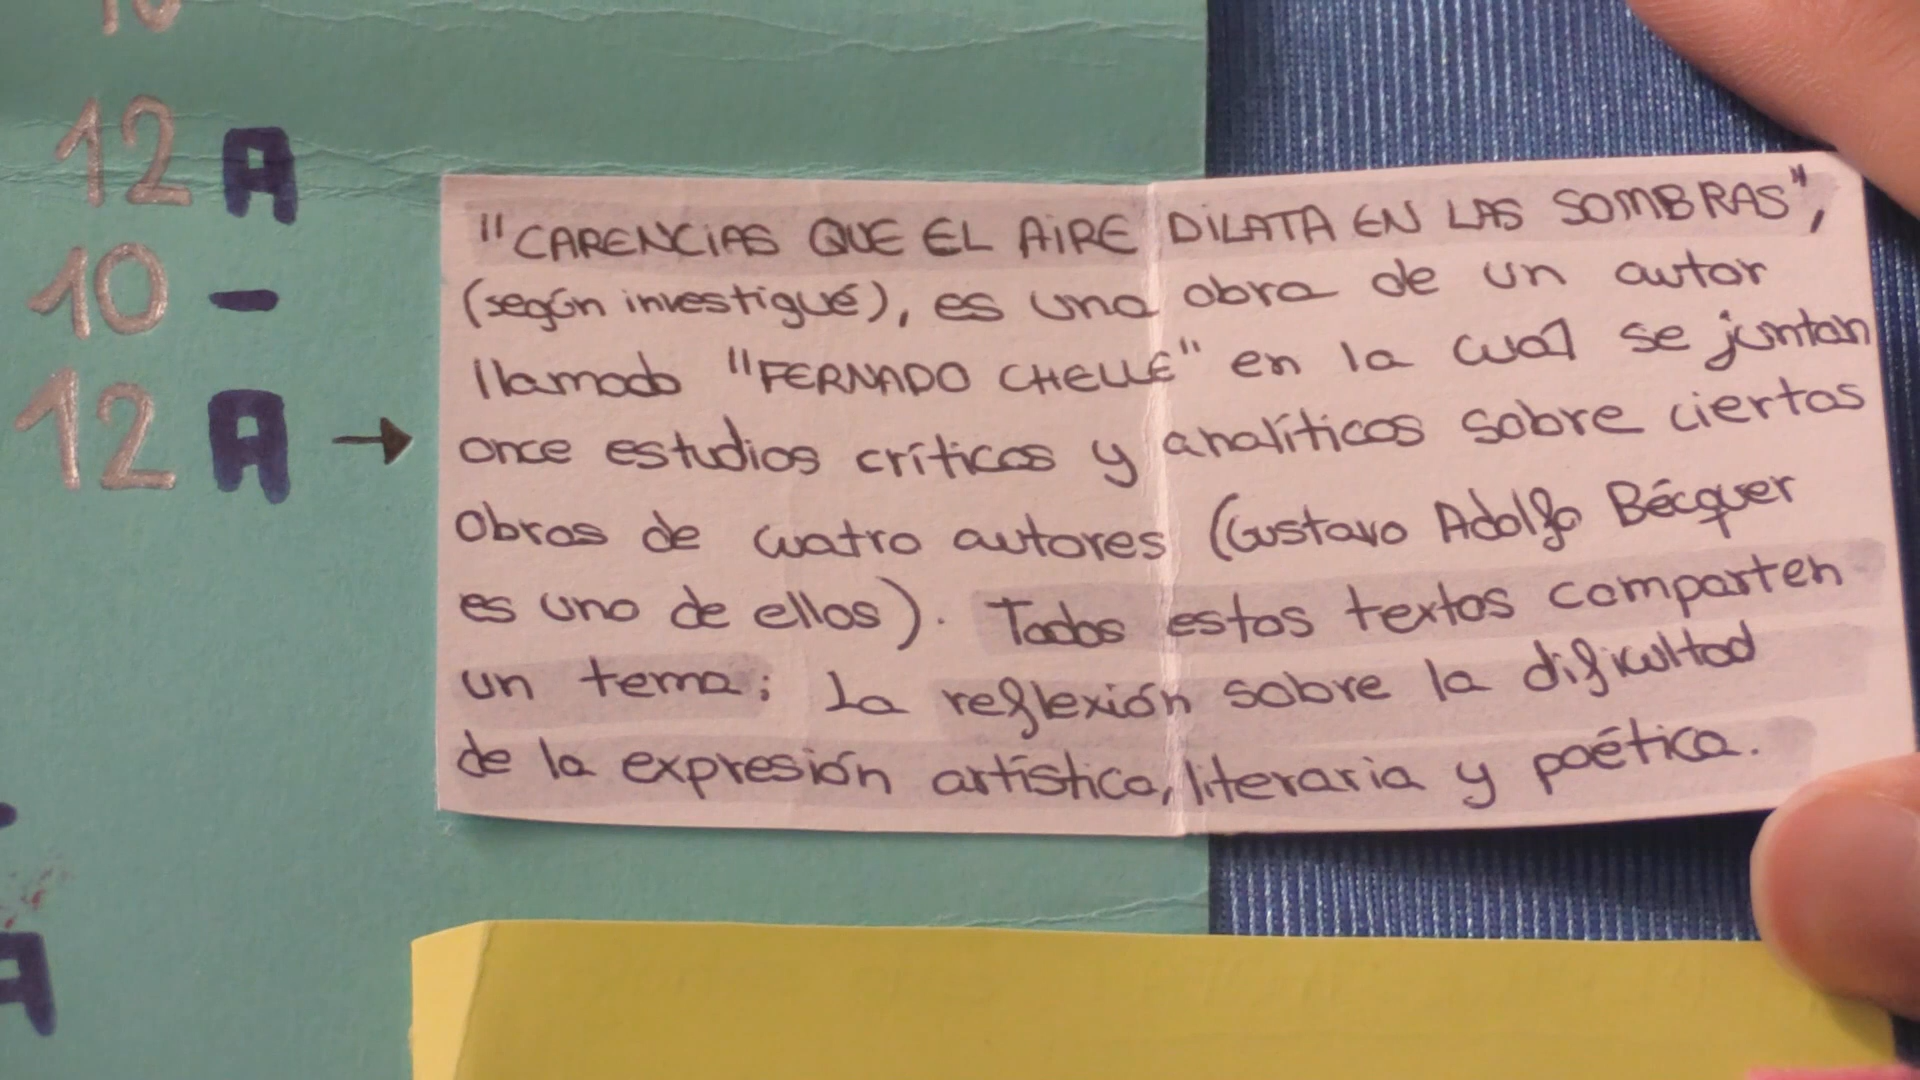 10
12 A
10 -
12 A →
"CARENCIAS QUE EL AIRE DILATA EN LAS SOMBRAS",
(según investigué), es una obra de un autor
llamado "FERNADO CHELLE" en la cual se juntan
once estudios críticos y analíticos sobre ciertas
obras de cuatro autores (Gustavo Adolfo Bécquer
es uno de ellos). Todos estos textos comparten
un tema; La reflexión sobre la dificultad
de la expresión artística, literaria y poética.
A